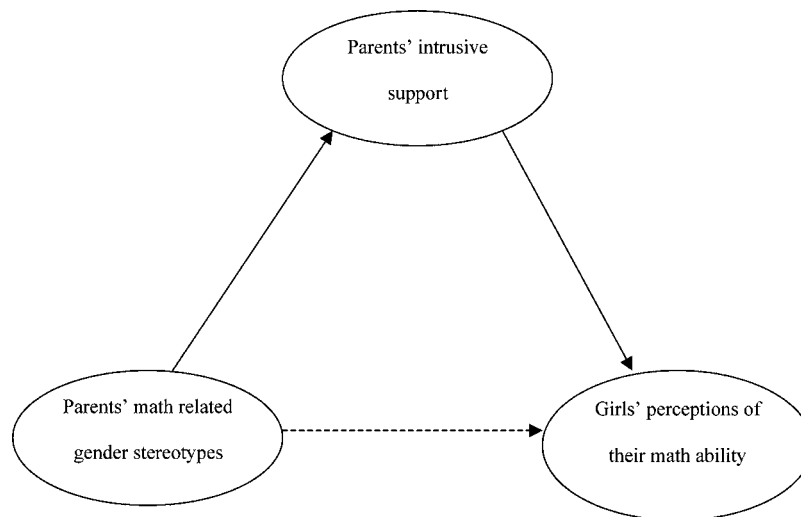 Parents’ intrusive
support
Parents’ math related
gender stereotypes
Girls’ perceptions of
their math ability